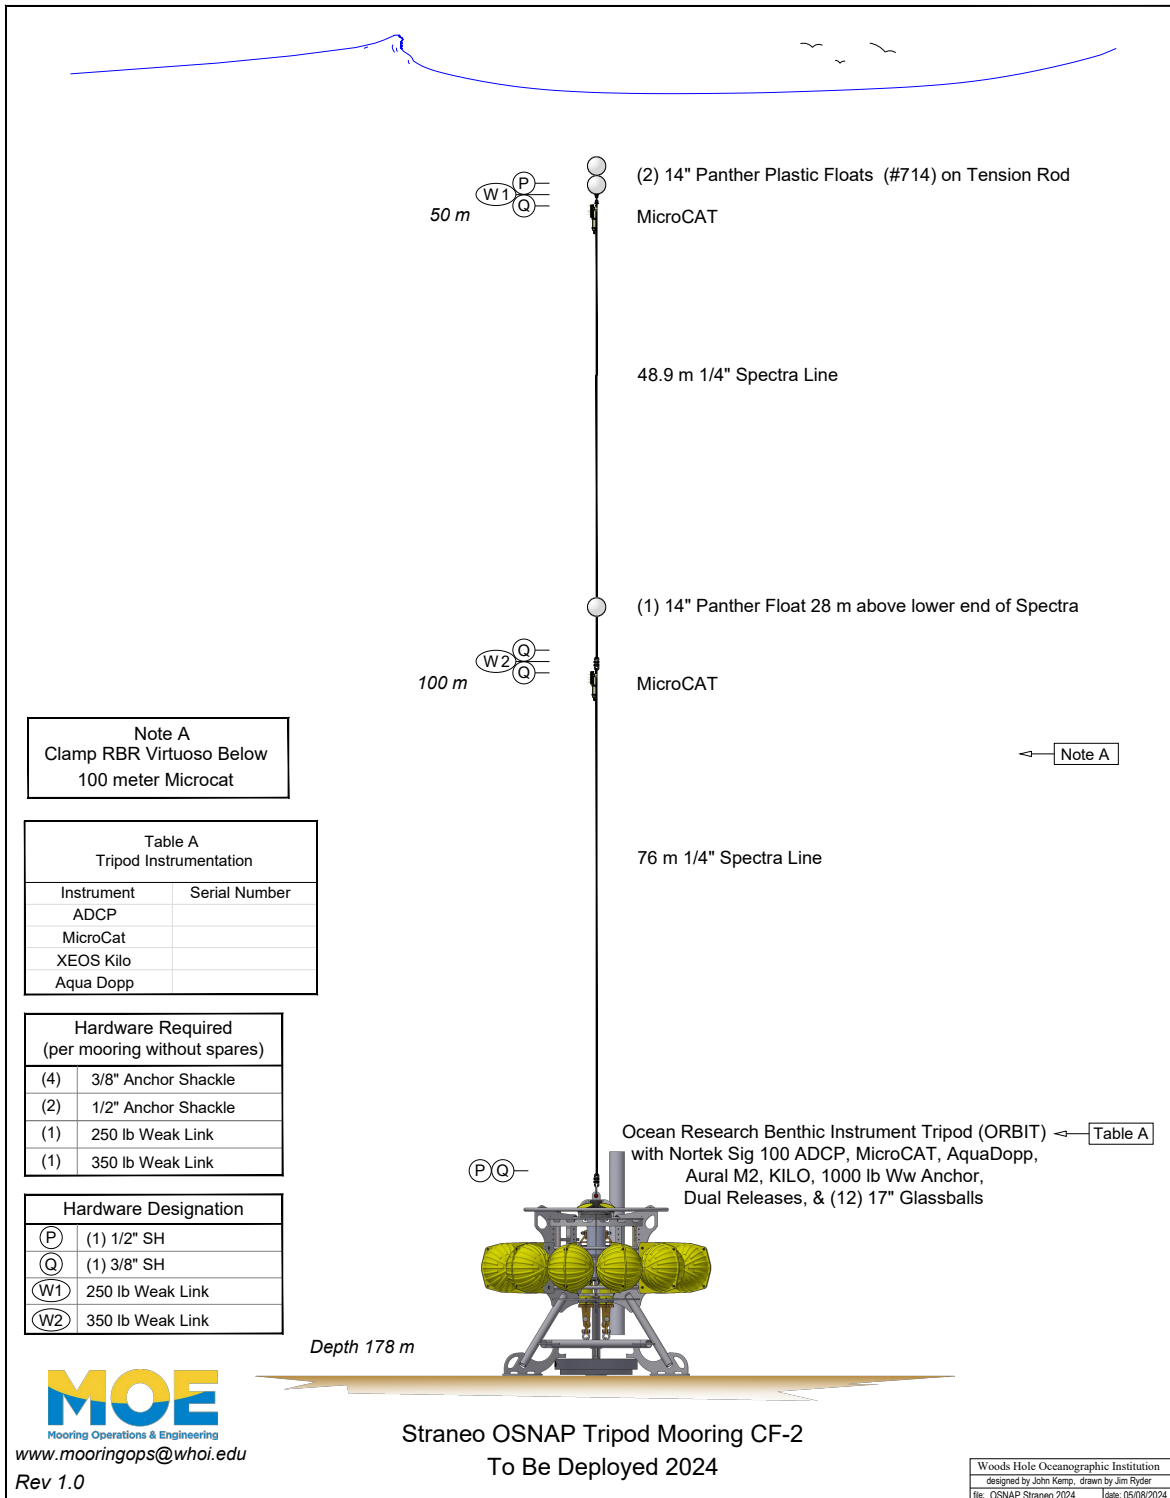 (2) 14" Panther Plastic Floats (#714) on Tension Rod
P
W1
Q
50 m
MicroCAT
48.9 m 1/4" Spectra Line
(1) 14" Panther Float 28 m above lower end of Spectra
Q
W2
Q
100 m
MicroCAT
Note A
Clamp RBR Virtuoso Below
100 meter Microcat
Note A
Table A
Tripod Instrumentation
Instrument Serial Number
ADCP
MicroCat
XEOS Kilo
Aqua Dopp
76 m 1/4" Spectra Line
Hardware Required
(per mooring without spares)
(4) 3/8" Anchor Shackle
(2) 1/2" Anchor Shackle
(1) 250 lb Weak Link
(1) 350 lb Weak Link
Ocean Research Benthic Instrument Tripod (ORBIT)
with Nortek Sig 100 ADCP, MicroCAT, AquaDopp,
Aural M2, KILO, 1000 lb Ww Anchor,
Dual Releases, & (12) 17" Glassballs
Table A
P Q
Hardware Designation
P (1) 1/2" SH
Q (1) 3/8" SH
W1 250 lb Weak Link
W2 350 lb Weak Link
Depth 178 m
MOE
Mooring Operations & Engineering
www.mooringops@whoi.edu
Rev 1.0
Straneo OSNAP Tripod Mooring CF-2
To Be Deployed 2024
Woods Hole Oceanographic Institution
designed by John Kemp, drawn by Jim Ryder
file: OSNAP Straneo 2024 date: 05/08/2024